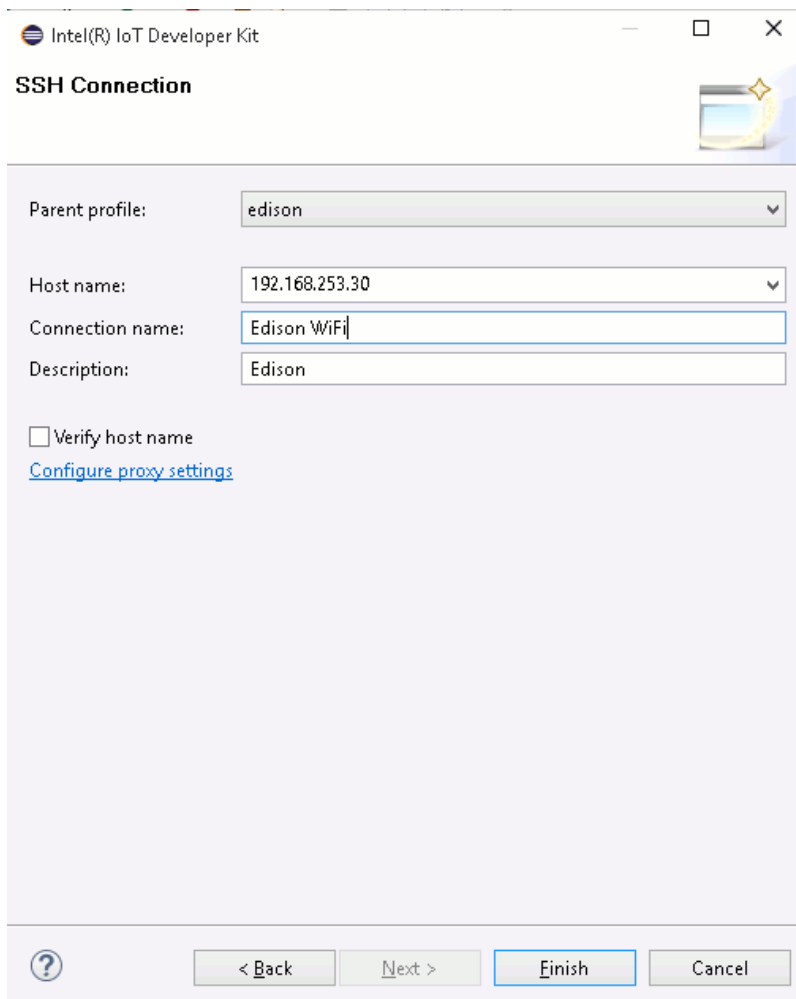 Intel(R) IoT Developer Kit
SSH Connection
Parent profile: edison
Host name: 192.168.253.30
Connection name: Edison WiFi
Description: Edison
Verify host name
Configure proxy settings
< Back Next > Finish Cancel